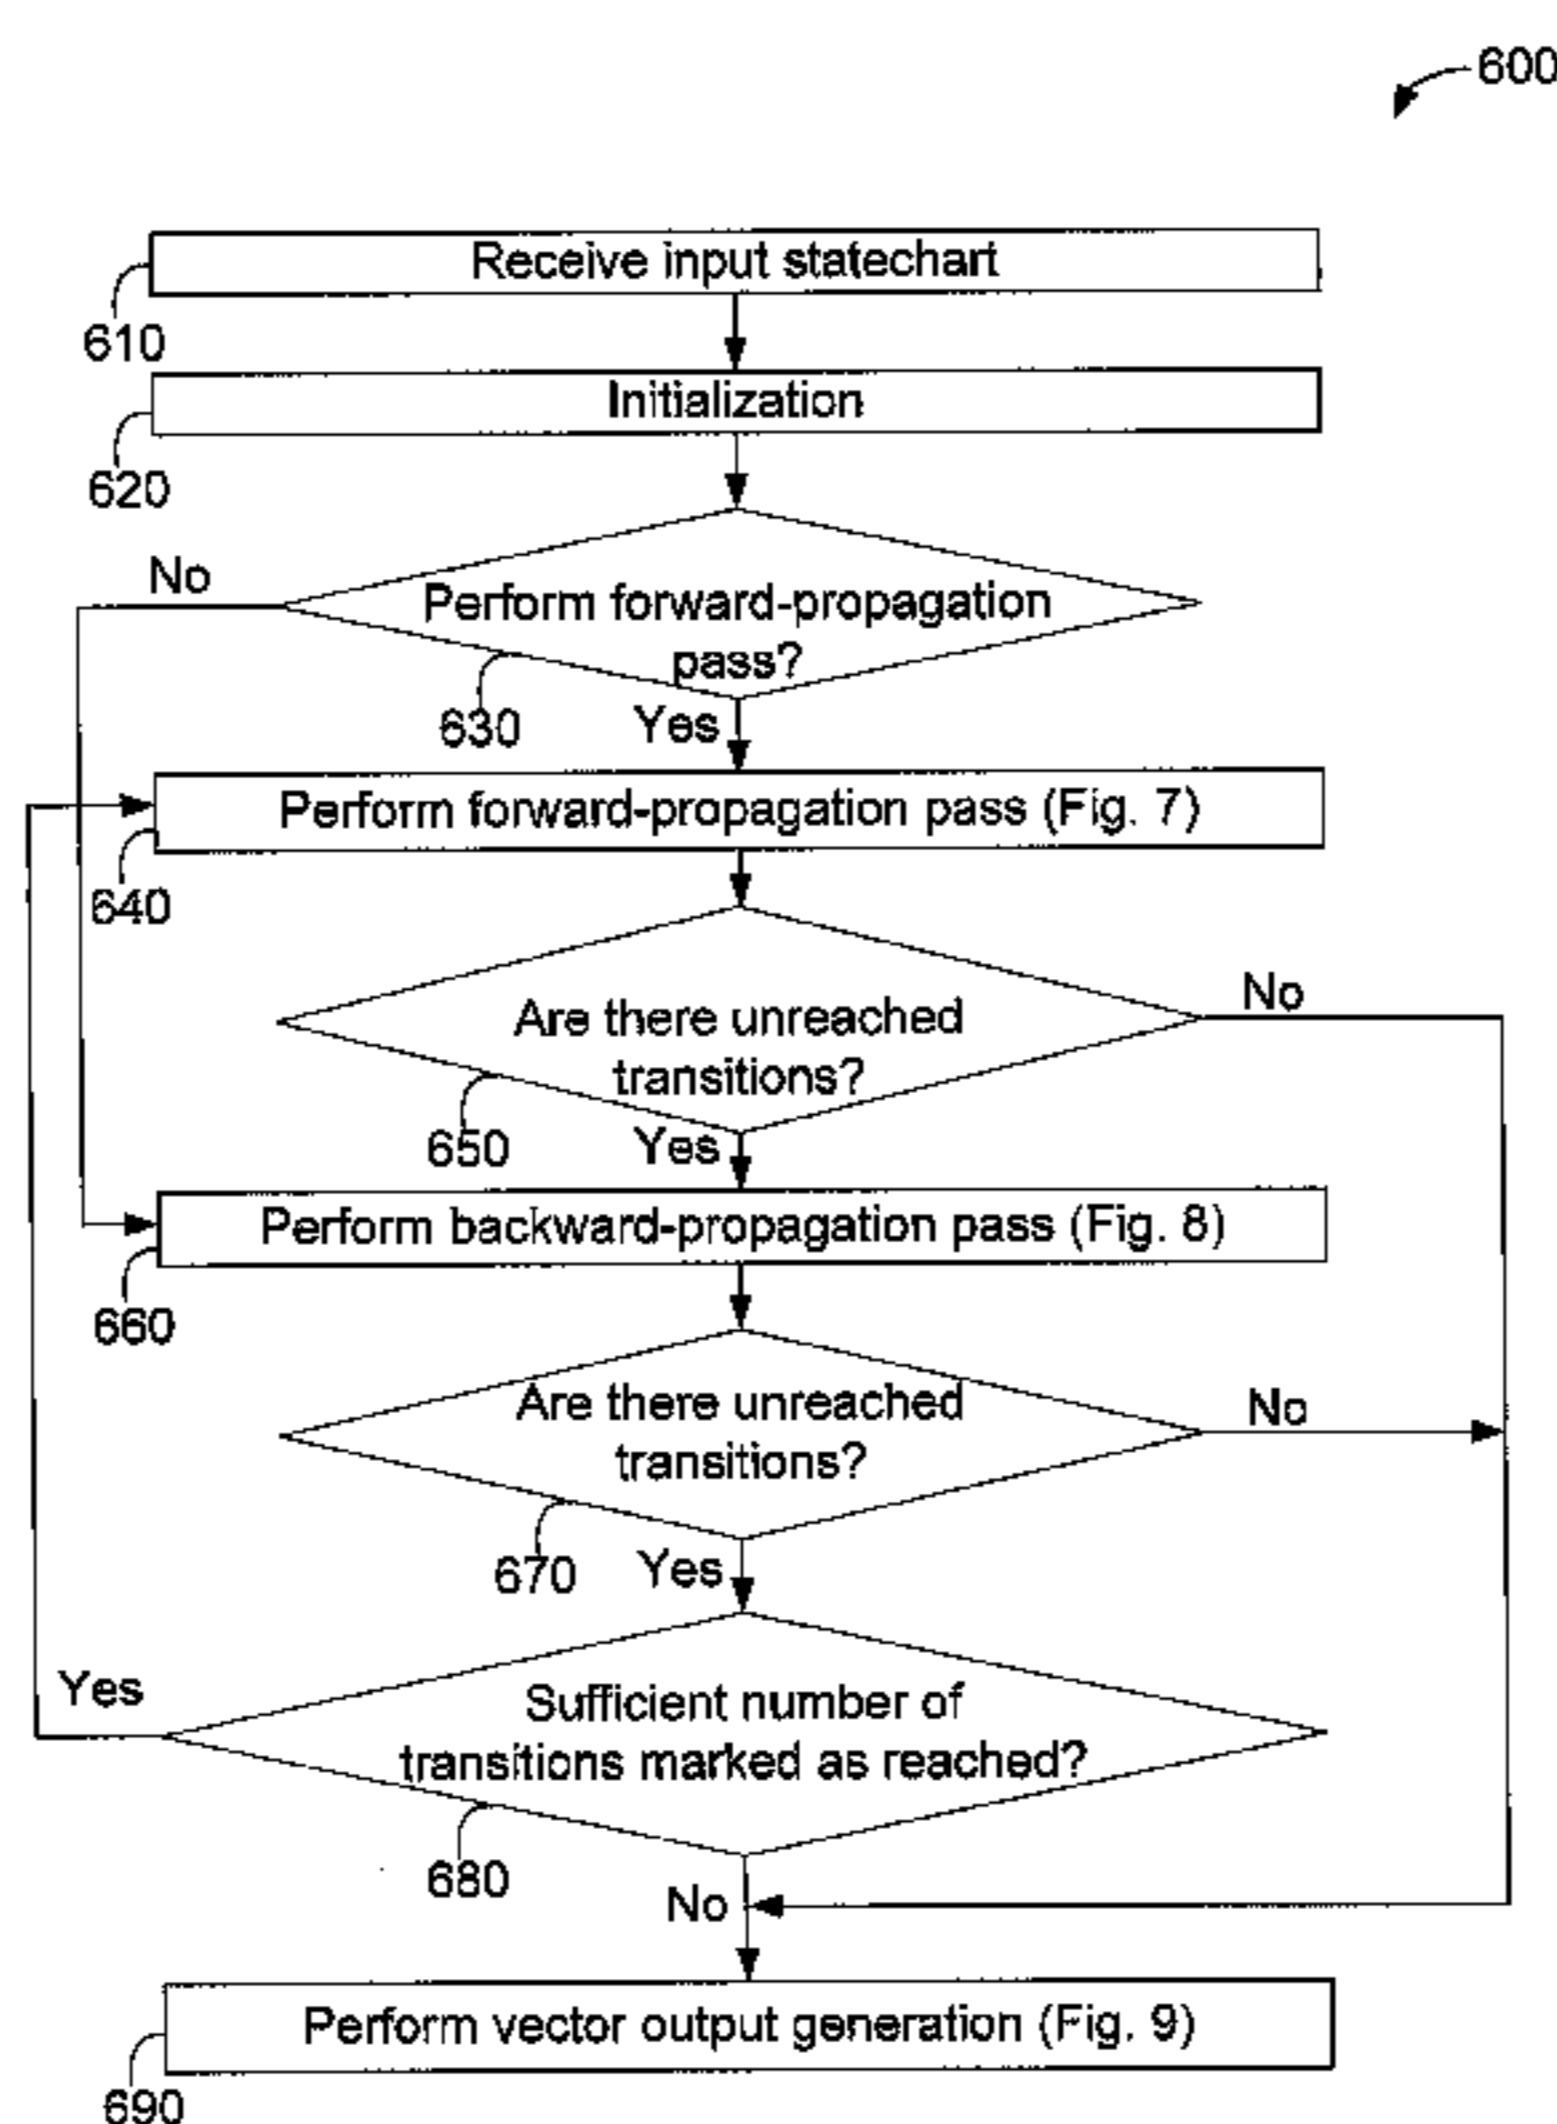 600
Receive input statechart
610
Initialization
620
No
Perform forward-propagation
pass?
630
Yes
Perform forward-propagation pass (Fig. 7)
640
Are there unreached
transitions?
No
650
Yes
Perform backward-propagation pass (Fig. 8)
660
Are there unreached
transitions?
No
670
Yes
Yes
Sufficient number of
transitions marked as reached?
680
No
Perform vector output generation (Fig. 9)
690